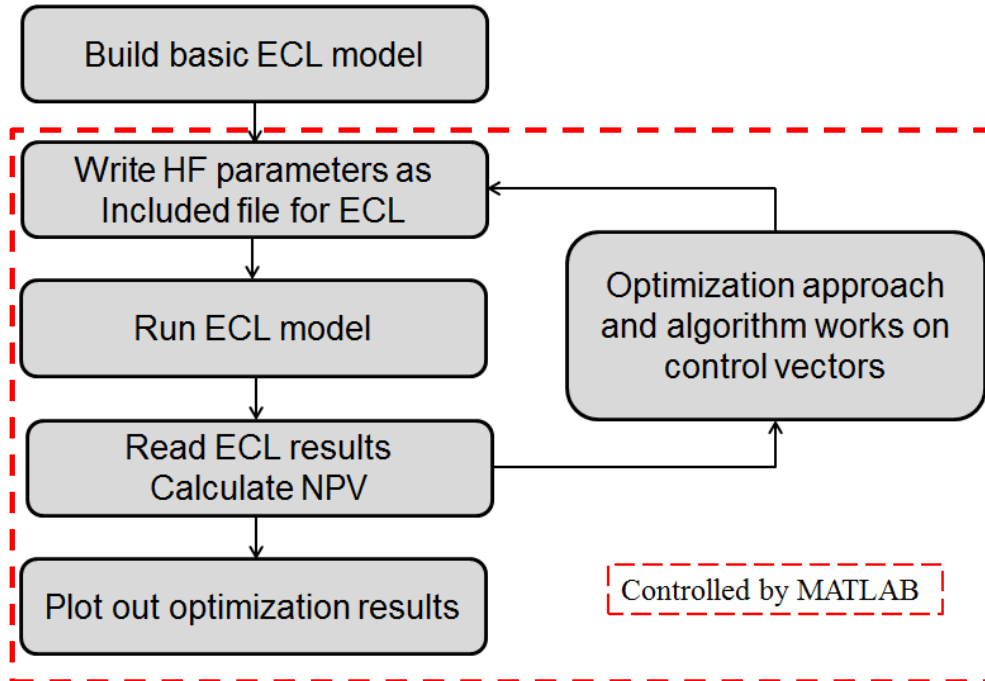 Build basic ECL model
Write HF parameters as
Included file for ECL
Run ECL model
Read ECL results
Calculate NPV
Plot out optimization results
Optimization approach
and algorithm works on
control vectors
Controlled by MATLAB